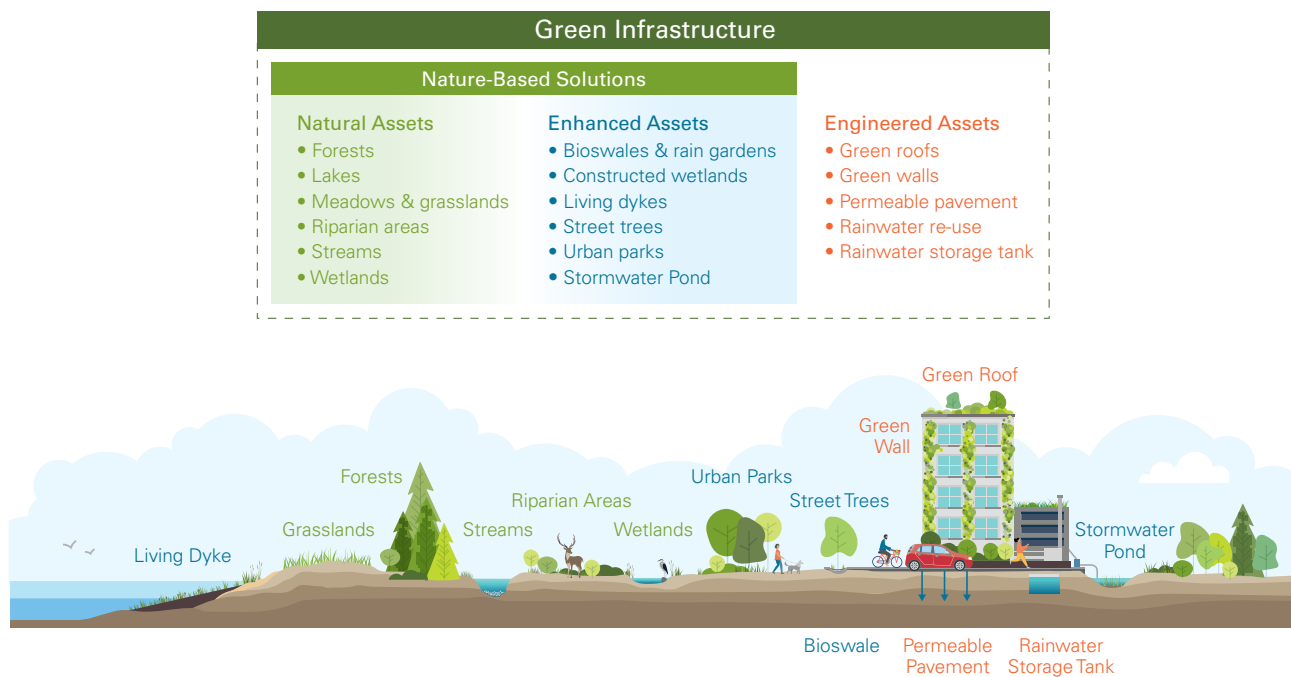 Green Infrastructure
Nature-Based Solutions
Natural Assets
• Forests
• Lakes
• Meadows & grasslands
• Riparian areas
• Streams
• Wetlands
Enhanced Assets
• Bioswales & rain gardens
• Constructed wetlands
• Living dykes
• Street trees
• Urban parks
• Stormwater Pond
Engineered Assets
• Green roofs
• Green walls
• Permeable pavement
• Rainwater re-use
• Rainwater storage tank
Living Dyke
Grasslands
Forests
Streams
Riparian Areas
Wetlands
Urban Parks
Street Trees
Green
Wall
Green Roof
Stormwater
Pond
Bioswale
Permeable
Pavement
Rainwater
Storage Tank